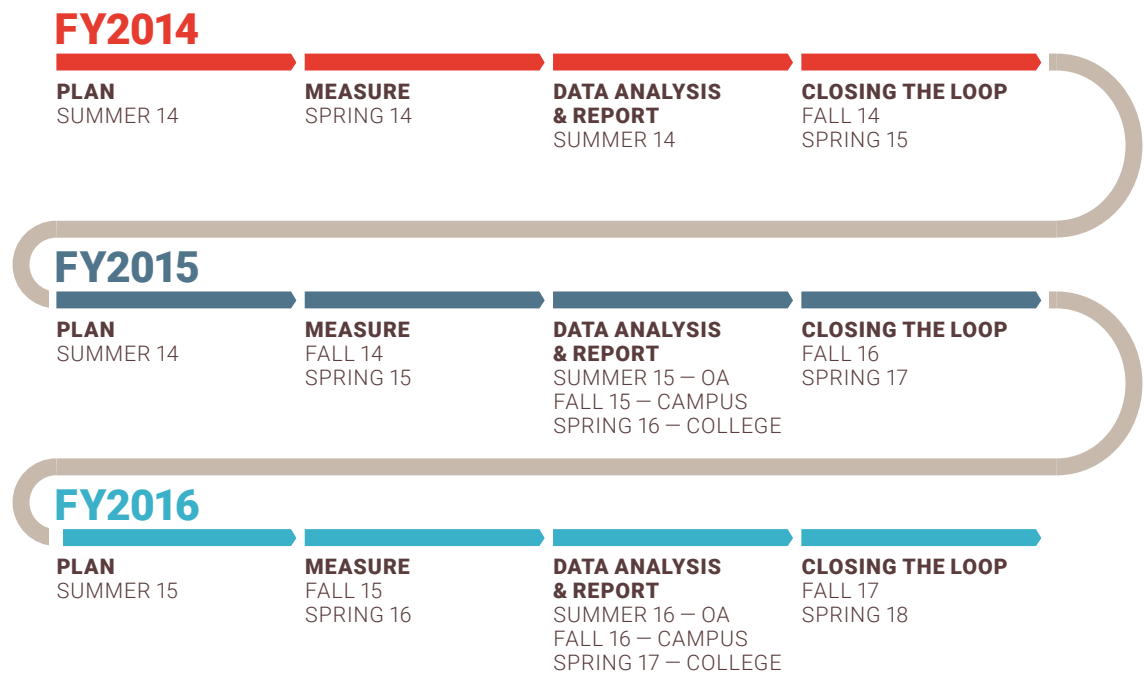 FY2014
PLAN
SUMMER 14
MEASURE
SPRING 14
DATA ANALYSIS
& REPORT
SUMMER 14
CLOSING THE LOOP
FALL 14
SPRING 15
FY2015
PLAN
SUMMER 14
MEASURE
FALL 14
SPRING 15
DATA ANALYSIS
& REPORT
SUMMER 15 — OA
FALL 15 — CAMPUS
SPRING 16 — COLLEGE
CLOSING THE LOOP
FALL 16
SPRING 17
FY2016
PLAN
SUMMER 15
MEASURE
FALL 15
SPRING 16
DATA ANALYSIS
& REPORT
SUMMER 16 — OA
FALL 16 — CAMPUS
SPRING 17 — COLLEGE
CLOSING THE LOOP
FALL 17
SPRING 18